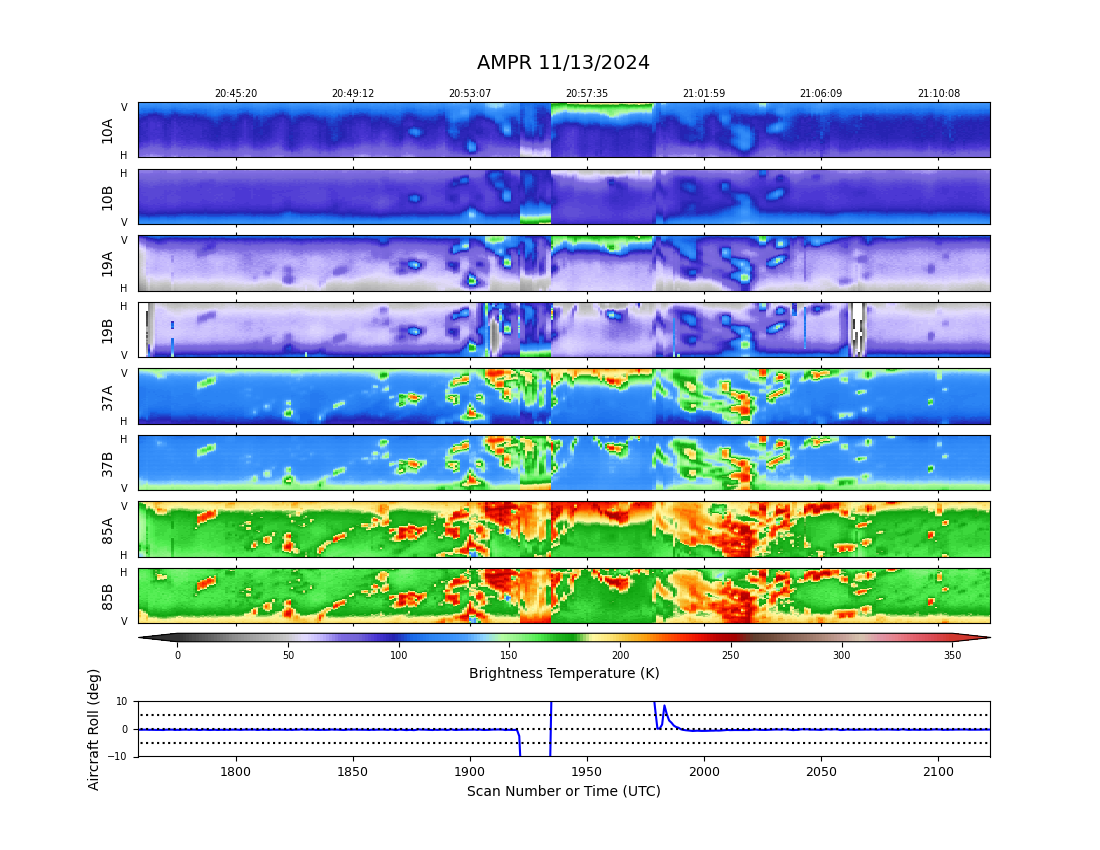 AMPR 11/13/2024
20:45:20 20:49:12 20:53:07 20:57:35 21:01:59 21:06:09 21:10:08
V
10A
H
H
10B
V
V
19A
H
H
19B
V
V
37A
H
H
37B
V
V
85A
H
H
85B
V
0 50 100 150 200 250 300 350
Brightness Temperature (K)
Aircraft Roll (deg)
10
0
−10
1800 1850 1900 1950 2000 2050 2100
Scan Number or Time (UTC)